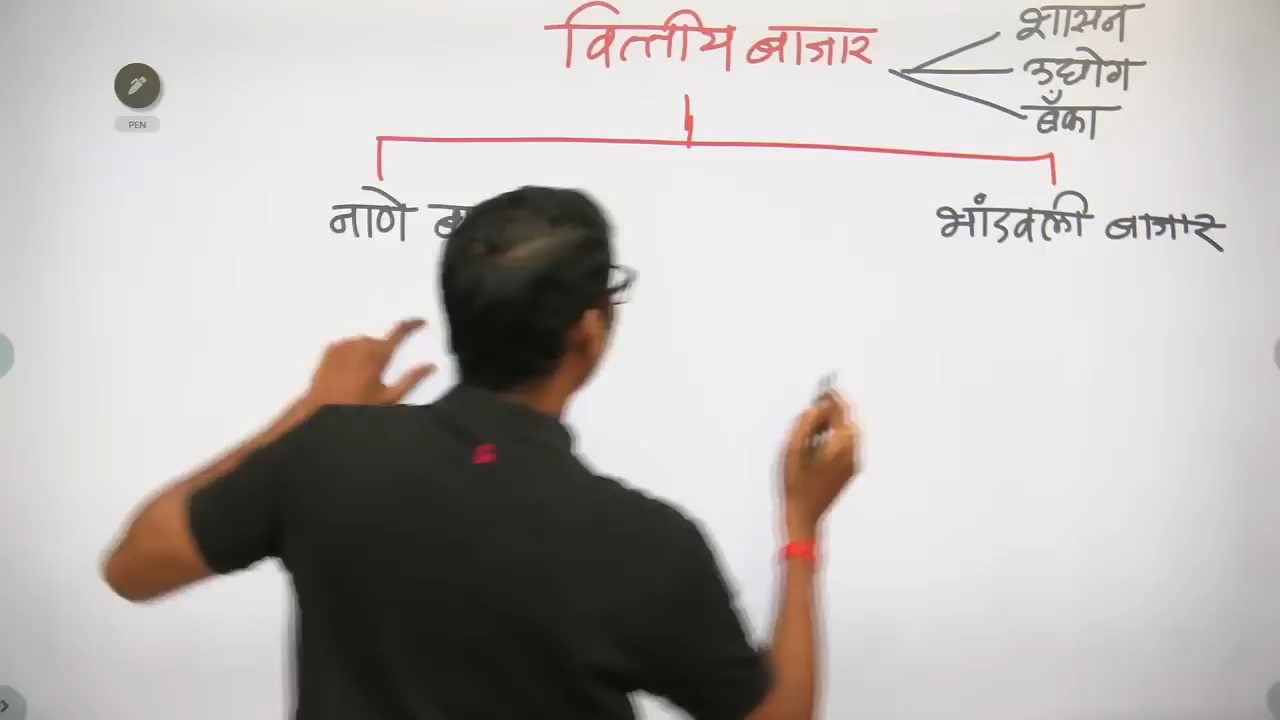 वित्तीय बाजार
शासन
उद्योग
बँका
PEN
नाणे
भांडवली बाजार